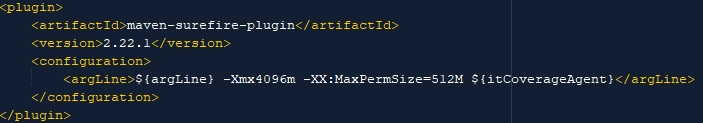 <plugin>
    <artifactId>maven-surefire-plugin</artifactId>
    <version>2.22.1</version>
    <configuration>
        <argLine>${argLine} -Xmx4096m -XX:MaxPermSize=512M ${itCoverageAgent}</argLine>
    </configuration>
</plugin>